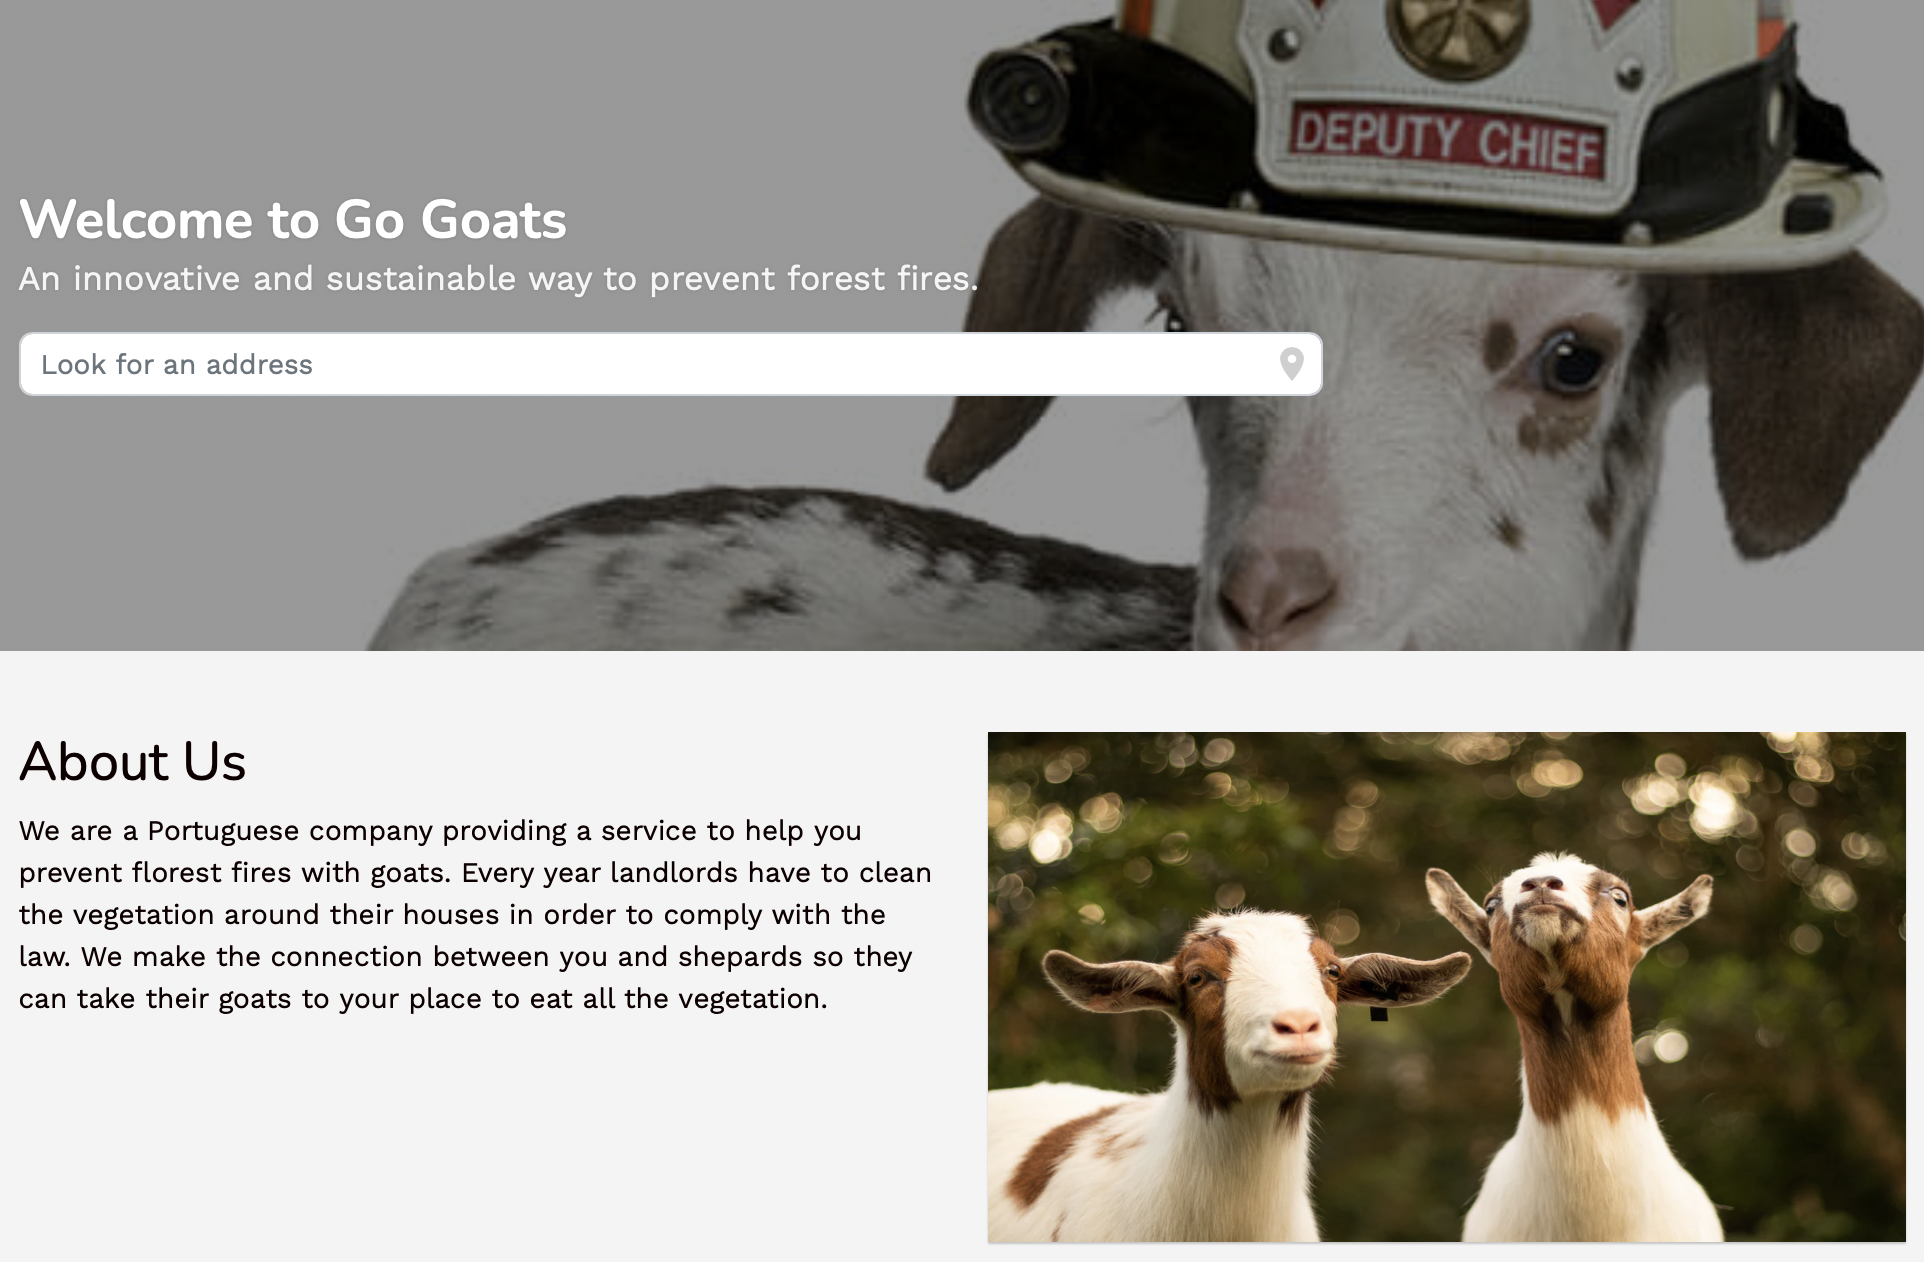 DEPUTY CHIEF
Welcome to Go Goats
An innovative and sustainable way to prevent forest fires.
Look for an address
About Us
We are a Portuguese company providing a service to help you
prevent florest fires with goats. Every year landlords have to clean
the vegetation around their houses in order to comply with the
law. We make the connection between you and shepards so they
can take their goats to your place to eat all the vegetation.